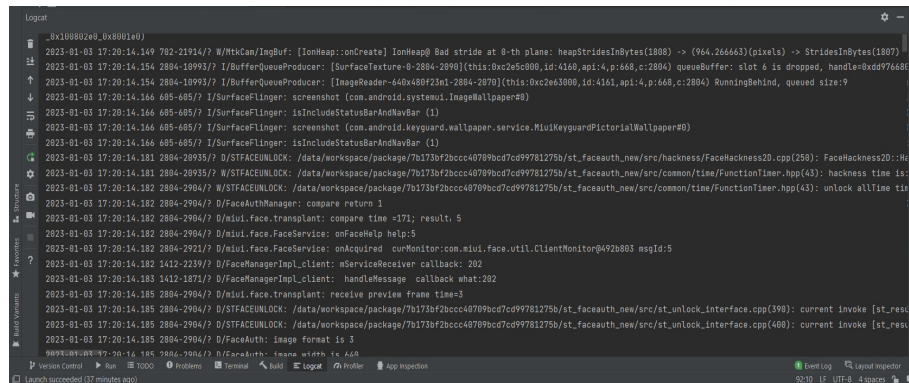 Logcat
_0x100802e0_0x8001e0)
2023-01-03 17:20:14.149 702-21914/? W/MtkCam/ImgBuf: [IonHeap::onCreate] IonHeap@ Bad stride at 0-th plane: heapStridesInBytes(1808) -> (964.266663)(pixels) -> StridesInBytes(1807)
2023-01-03 17:20:14.154 2804-10993/? I/BufferQueueProducer: [SurfaceTexture-0-2804-2090](this:0xc2e5c000,id:4160,api:4,p:668,c:2804) queueBuffer: slot 6 is dropped, handle=0xdd976680
2023-01-03 17:20:14.154 2804-10993/? I/BufferQueueProducer: [ImageReader-640x480f23m1-2804-2070](this:0xc2e63000,id:4161,api:4,p:668,c:2804) RunningBehind, queued size:9
2023-01-03 17:20:14.166 605-605/? I/SurfaceFlinger: screenshot (com.android.systemui.ImageWallpaper#0)
2023-01-03 17:20:14.166 605-605/? I/SurfaceFlinger: isIncludeStatusBarAndNavBar (1)
2023-01-03 17:20:14.166 605-605/? I/SurfaceFlinger: screenshot (com.android.keyguard.wallpaper.service.MiuiKeyguardPictorialWallpaper#0)
2023-01-03 17:20:14.166 605-605/? I/SurfaceFlinger: isIncludeStatusBarAndNavBar (1)
2023-01-03 17:20:14.181 2804-20935/? D/STFACEUNLOCK: /data/workspace/package/7b173bf2bccc40709bcd7cd99781275b/st_faceauth_new/src/hackness/FaceHackness2D.cpp(250): FaceHackness2D::Ha
2023-01-03 17:20:14.181 2804-20935/? W/STFACEUNLOCK: /data/workspace/package/7b173bf2bccc40709bcd7cd99781275b/st_faceauth_new/src/common/time/FunctionTimer.hpp(43): hackness time is:
2023-01-03 17:20:14.182 2804-2904/? W/STFACEUNLOCK: /data/workspace/package/7b173bf2bccc40709bcd7cd99781275b/st_faceauth_new/src/common/time/FunctionTimer.hpp(43): unlock allTime tim
2023-01-03 17:20:14.182 2804-2904/? D/FaceAuthManager: compare return 1
2023-01-03 17:20:14.182 2804-2904/? D/miui.face.transplant: compare time =171; result: 5
2023-01-03 17:20:14.182 2804-2904/? D/miui.face.FaceService: onFaceHelp help:5
2023-01-03 17:20:14.182 2804-2921/? D/miui.face.FaceService: onAcquired curMonitor:com.miui.face.util.ClientMonitor@492b803 msgId:5
2023-01-03 17:20:14.182 1412-2239/? D/FaceManagerImpl_client: mServiceReceiver callback: 202
2023-01-03 17:20:14.183 1412-1871/? D/FaceManagerImpl_client: handleMessage callback what:202
2023-01-03 17:20:14.185 2804-2904/? D/miui.face.transplant: receive preview frame time=3
2023-01-03 17:20:14.185 2804-2904/? D/STFACEUNLOCK: /data/workspace/package/7b173bf2bccc40709bcd7cd99781275b/st_faceauth_new/src/st_unlock_interface.cpp(390): current invoke [st_resu
2023-01-03 17:20:14.185 2804-2904/? D/STFACEUNLOCK: /data/workspace/package/7b173bf2bccc40709bcd7cd99781275b/st_faceauth_new/src/st_unlock_interface.cpp(400): current invoke [st_resu
2023-01-03 17:20:14.185 2804-2904/? D/FaceAuth: image format is 3
2023-01-03 17:20:14.185 2804-2904/? D/FaceAuth: image width is 640
Structure
Favorites
Build Variants
Version Control Run TODO Problems Terminal Build Logcat Profiler App Inspection Event Log Layout Inspector
Launch succeeded (37 minutes ago) 92:10 LF UTF-8 4 spaces